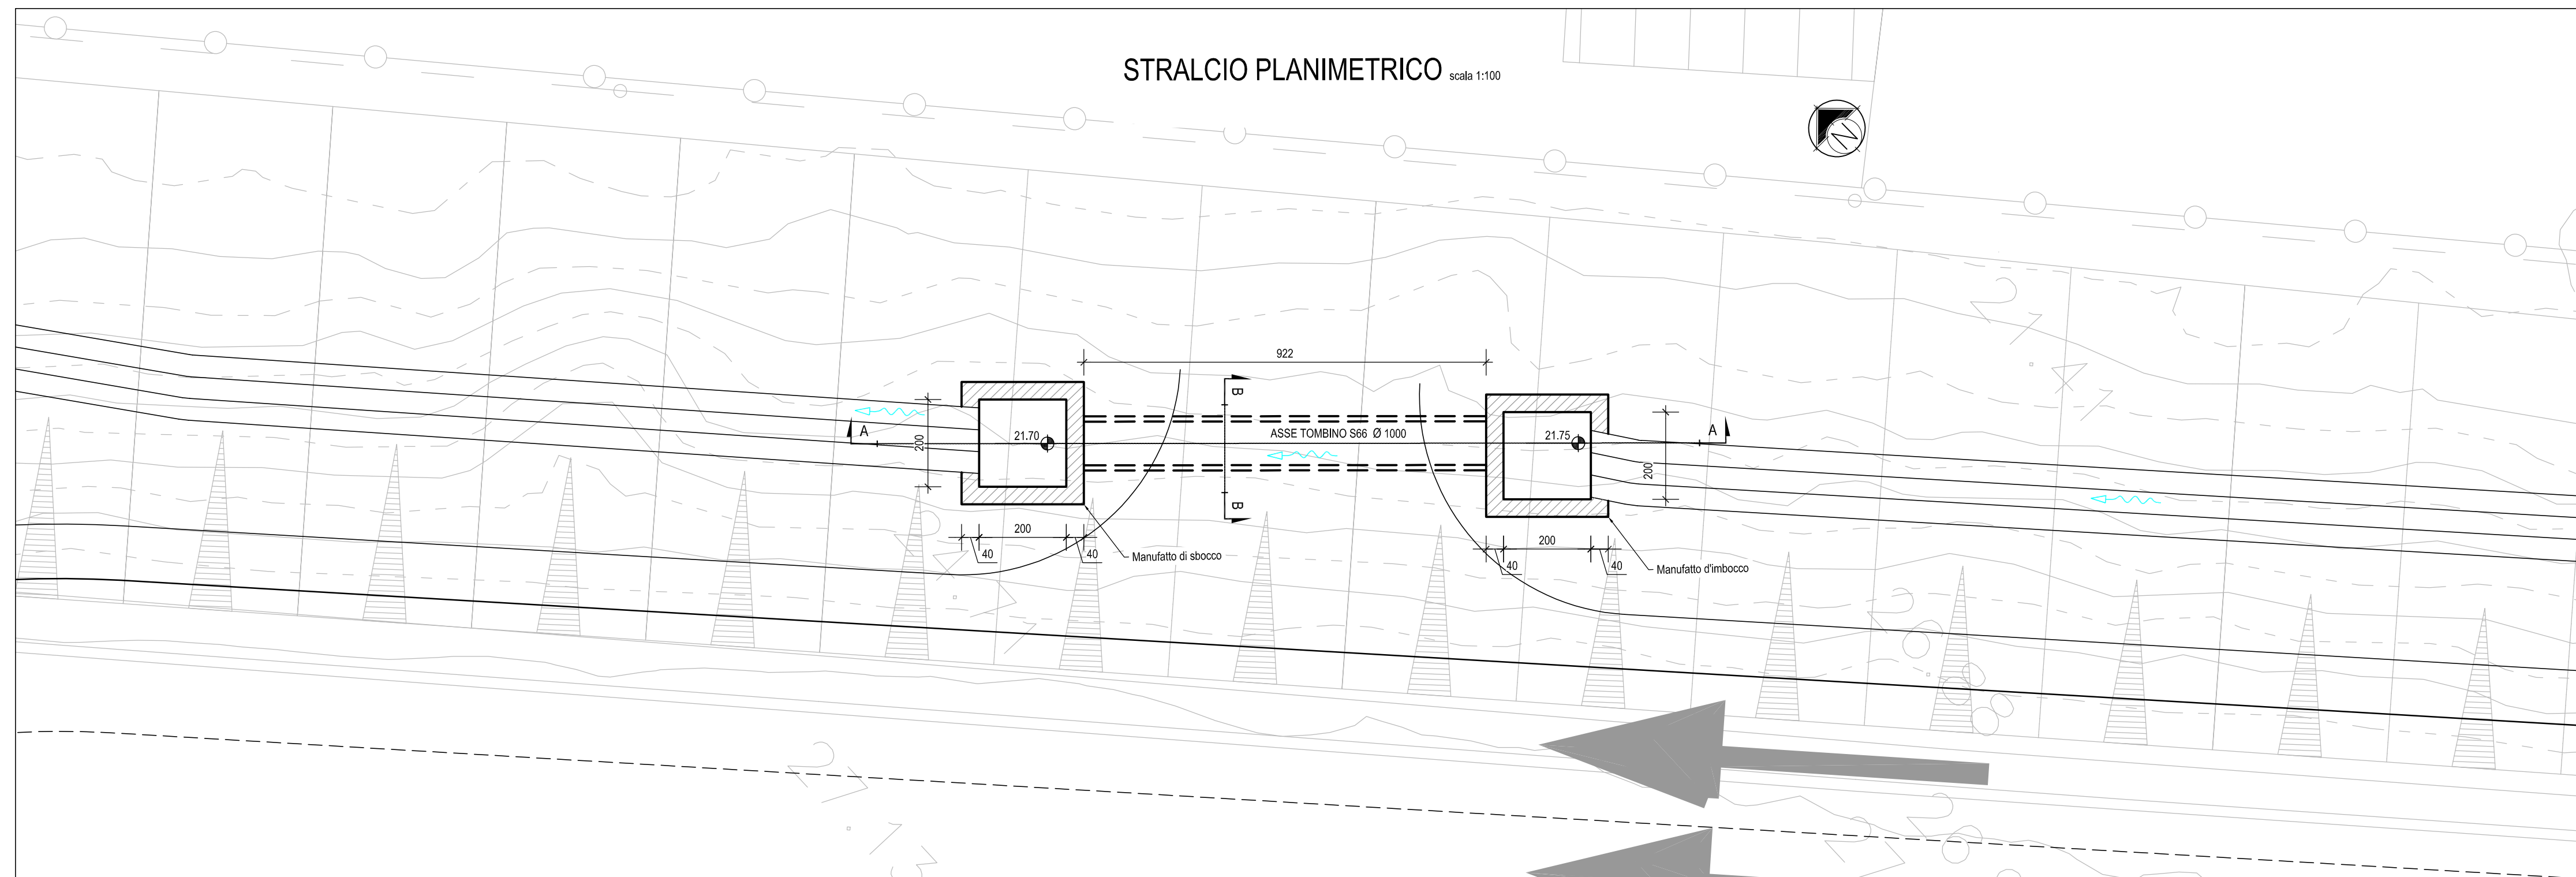 STRALCIO PLANIMETRICO scala 1:100
N
922
B
A
200
21.70
ASSE TOMBINO S66 Ø 1000
21.75
A
200
B
200
40
40
Manufatto di sbocco
200
40
40
Manufatto d'imbocco